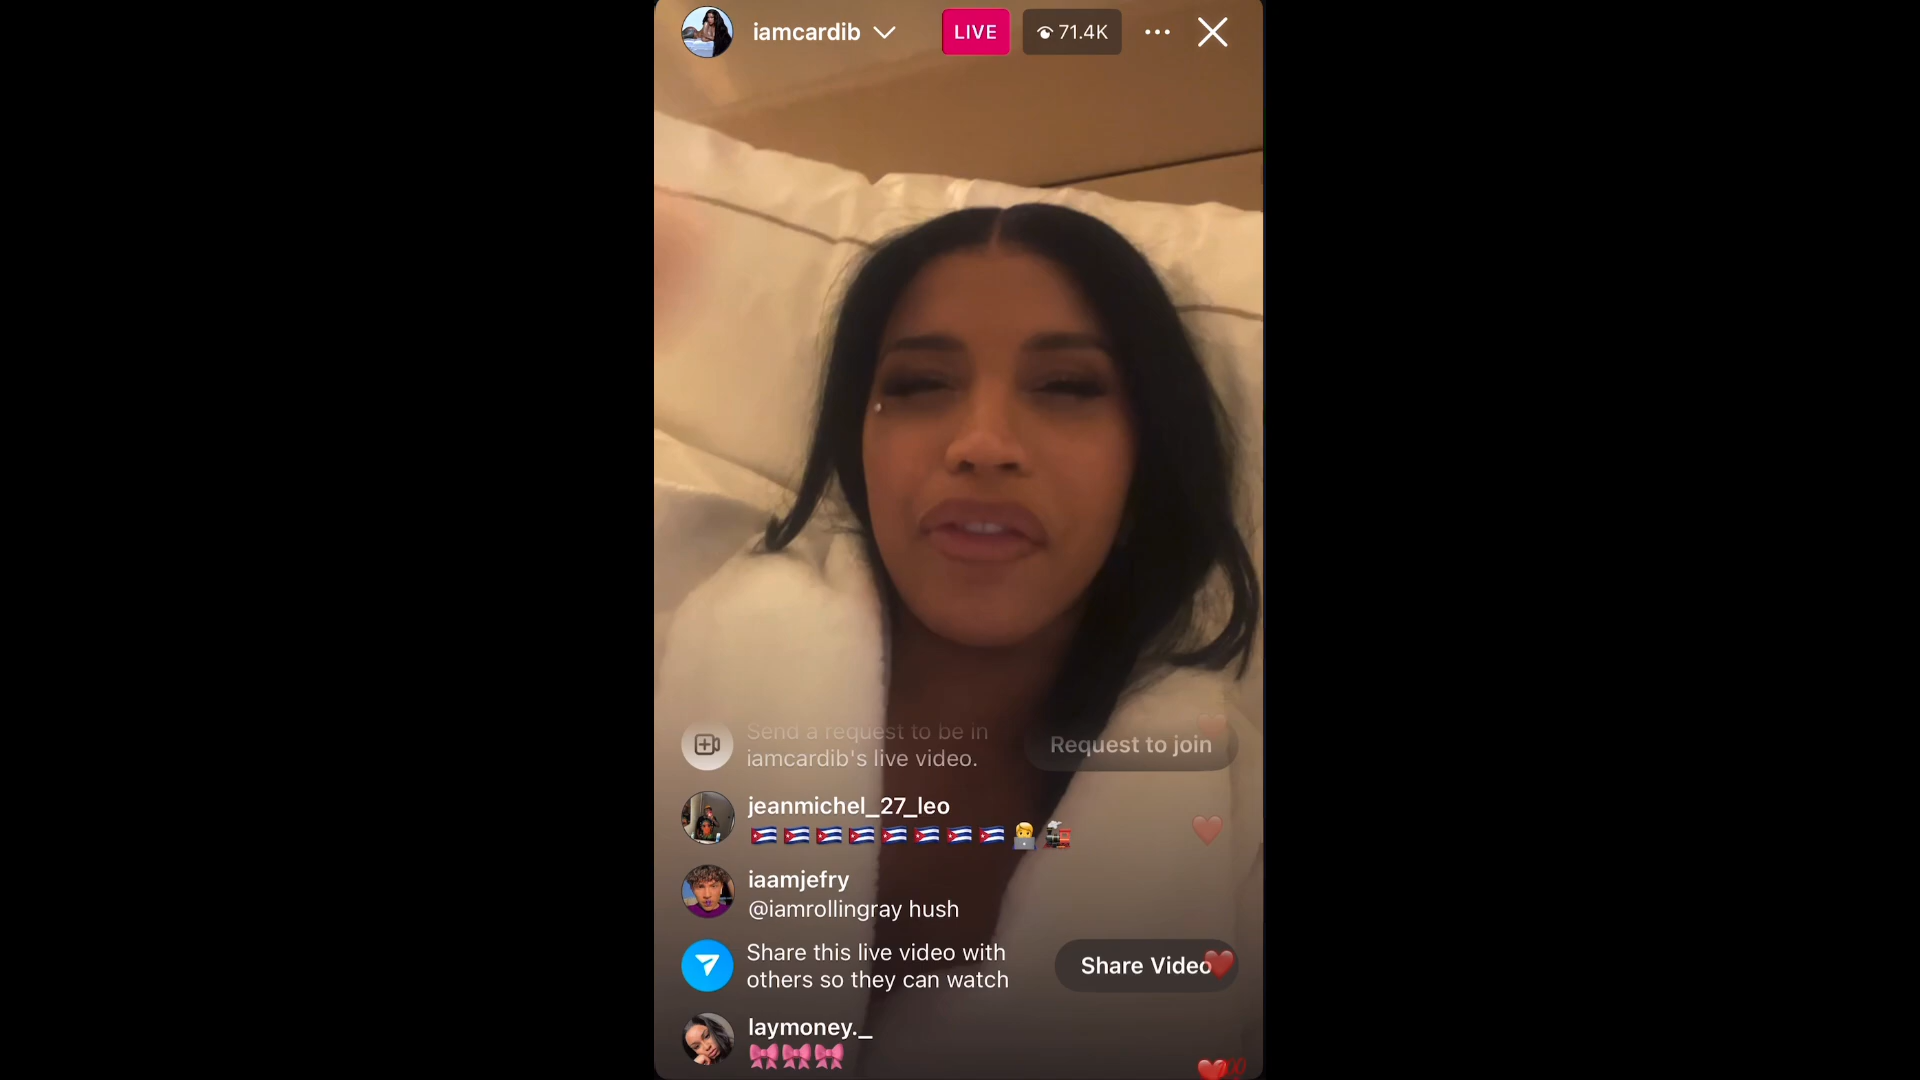 iamcardib
LIVE
71.4K
Send a request to be in
iamcardib's live video.
Request to join
jeanmichel_27_leo
iaamjefry
@iamrollingray hush
Share this live video with
others so they can watch
Share Video
laymoney._